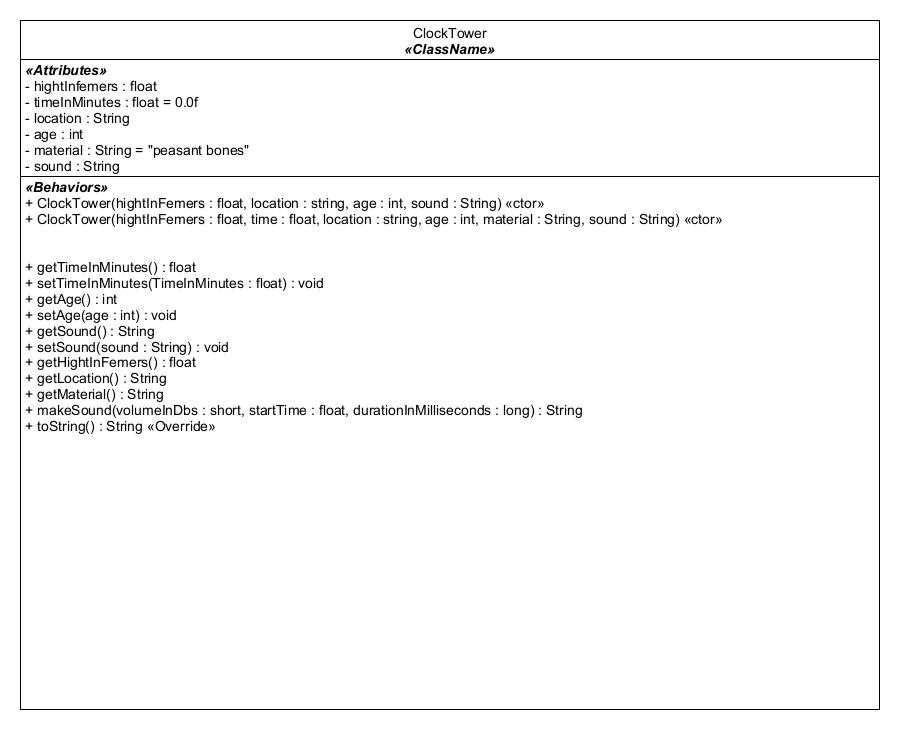 ClockTower
«ClassName»
«Attributes»
- hightInfemers : float
- timeInMinutes : float = 0.0f
- location : String
- age : int
- material : String = "peasant bones"
- sound : String
«Behaviors»
+ ClockTower(hightInFemers : float, location : string, age : int, sound : String) «ctor»
+ ClockTower(hightInFemers : float, time : float, location : string, age : int, material : String, sound : String) «ctor»
+ getTimeInMinutes() : float
+ setTimeInMinutes(TimeInMinutes : float) : void
+ getAge() : int
+ setAge(age : int) : void
+ getSound() : String
+ setSound(sound : String) : void
+ getHightInFemers() : float
+ getLocation() : String
+ getMaterial() : String
+ makeSound(volumeInDbs : short, startTime : float, durationInMilliseconds : long) : String
+ toString() : String «Override»